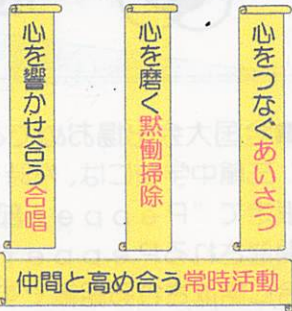 心をつなぐあいさつ
心を磨く黙働掃除
心を響かせ合う合唱
仲間と高め合う常時活動